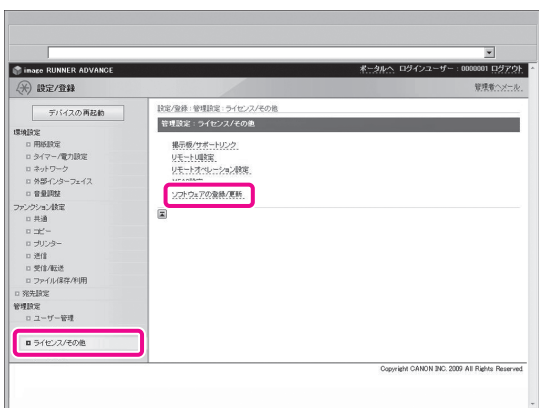 image RUNNER ADVANCE
ポータルへ ログインユーザー : 0000001 ログアウト
設定/登録
管理者へメール
デバイスの再起動
設定/登録 : 管理設定 : ライセンス/その他
管理設定 : ライセンス/その他
環境設定
用紙設定
タイマー/電力設定
ネットワーク
外部インターフェイス
音量調整
ファンクション設定
共通
コピー
プリンター
送信
受信/転送
ファイル保存/利用
宛先設定
管理設定
ユーザー管理
ライセンス/その他
掲示板/サポートリンク
リモートUI設定
リモートオペレーション設定
ソフトウェアの登録/更新
Copyright CANON INC. 2009 All Rights Reserved